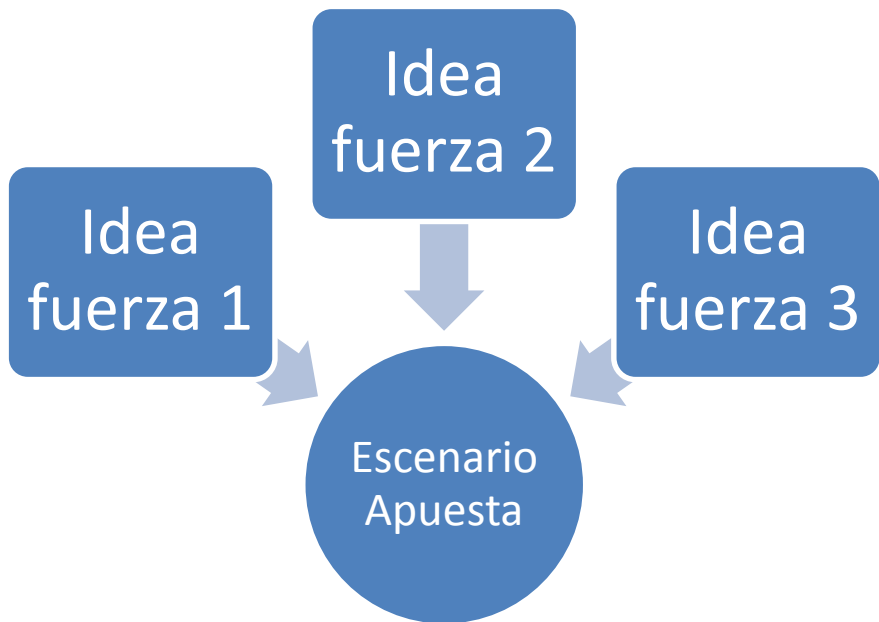 Idea
fuerza 1
Idea
fuerza 2
Idea
fuerza 3
Escenario
Apuesta